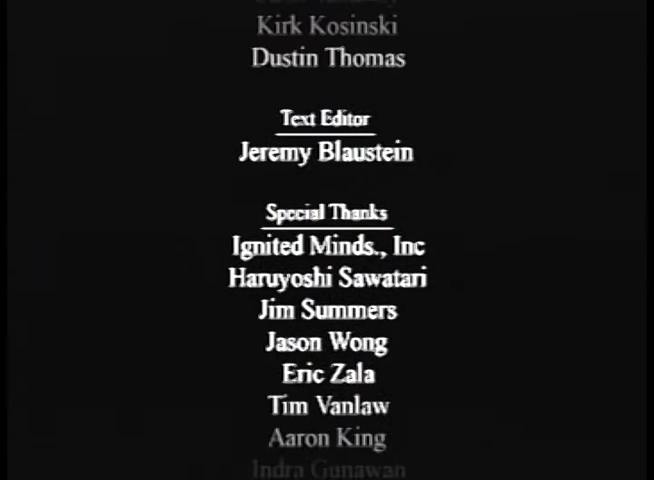 Kirk Kosinski
Dustin Thomas
Text Editor
Jeremy Blaustein
Special Thanks
Ignited Minds., Inc
Haruyoshi Sawatari
Jim Summers
Jason Wong
Eric Zala
Tim Vanlaw
Aaron King
Indra Gunawan